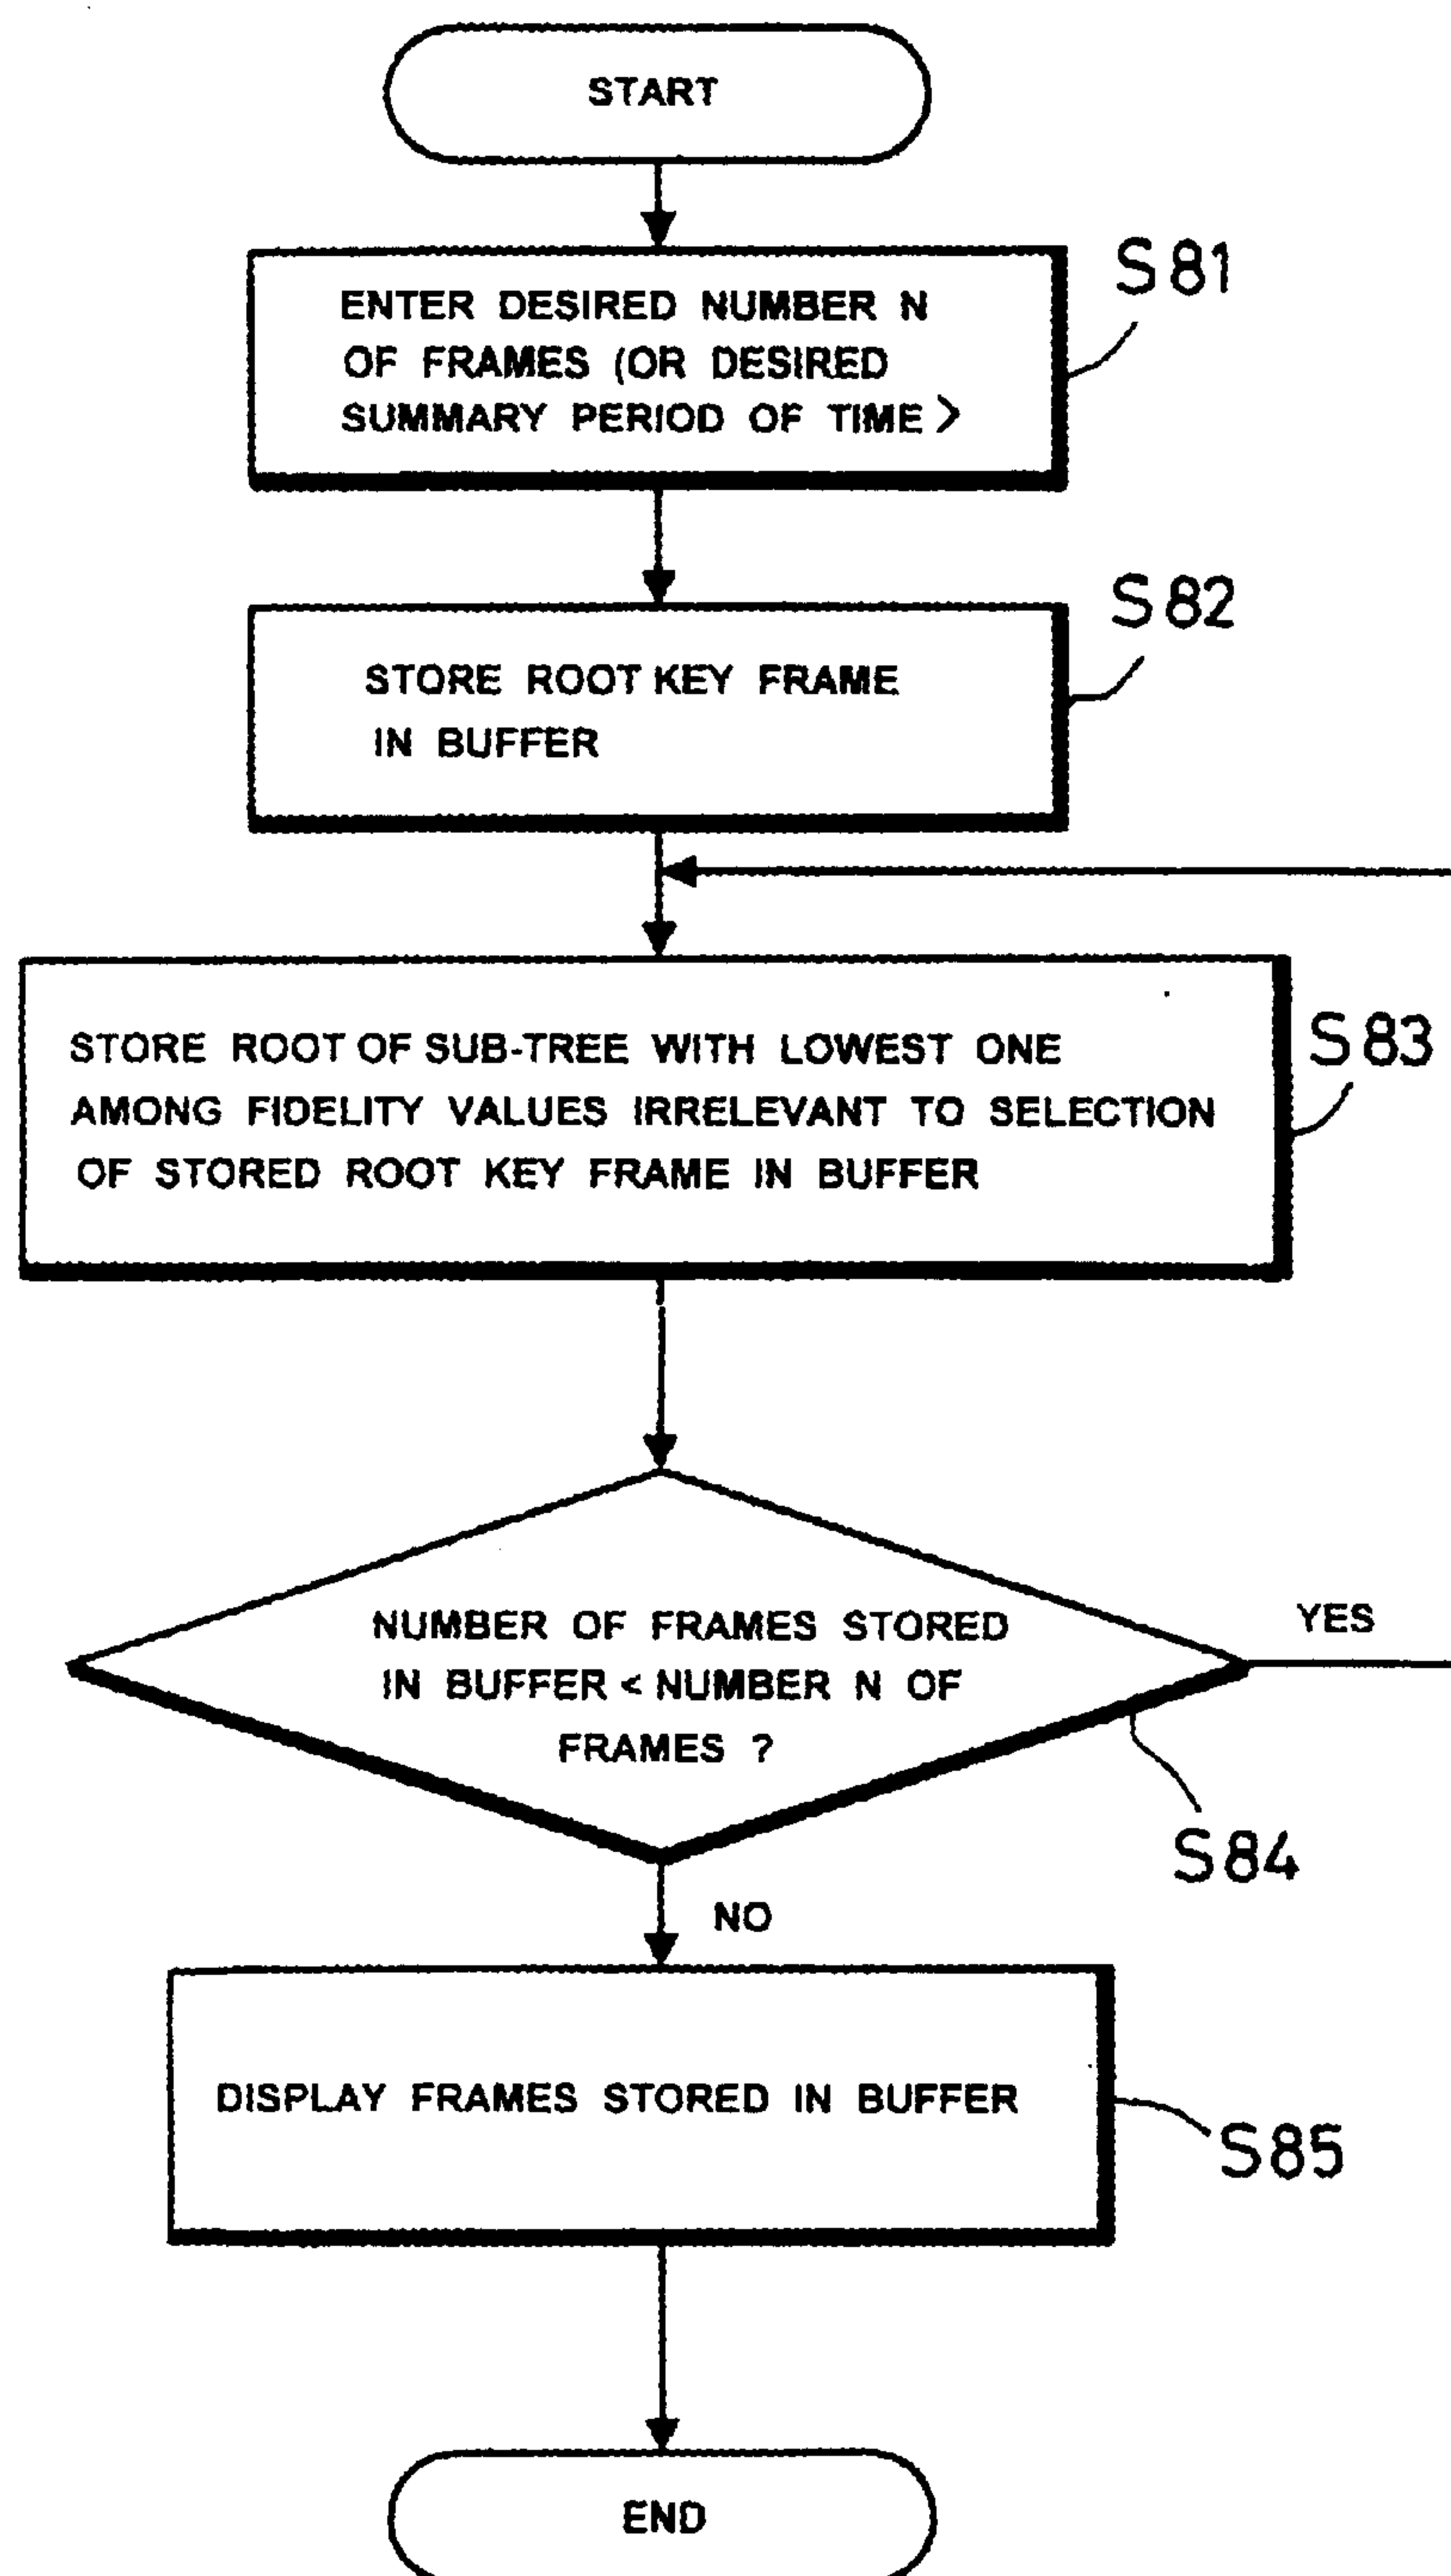 START
S81
ENTER DESIRED NUMBER N
OF FRAMES (OR DESIRED
SUMMARY PERIOD OF TIME >
S82
STORE ROOT KEY FRAME
IN BUFFER
S83
STORE ROOT OF SUB-TREE WITH LOWEST ONE
AMONG FIDELITY VALUES IRRELEVANT TO SELECTION
OF STORED ROOT KEY FRAME IN BUFFER
YES
NUMBER OF FRAMES STORED
IN BUFFER < NUMBER N OF
FRAMES ?
S84
NO
DISPLAY FRAMES STORED IN BUFFER
S85
END